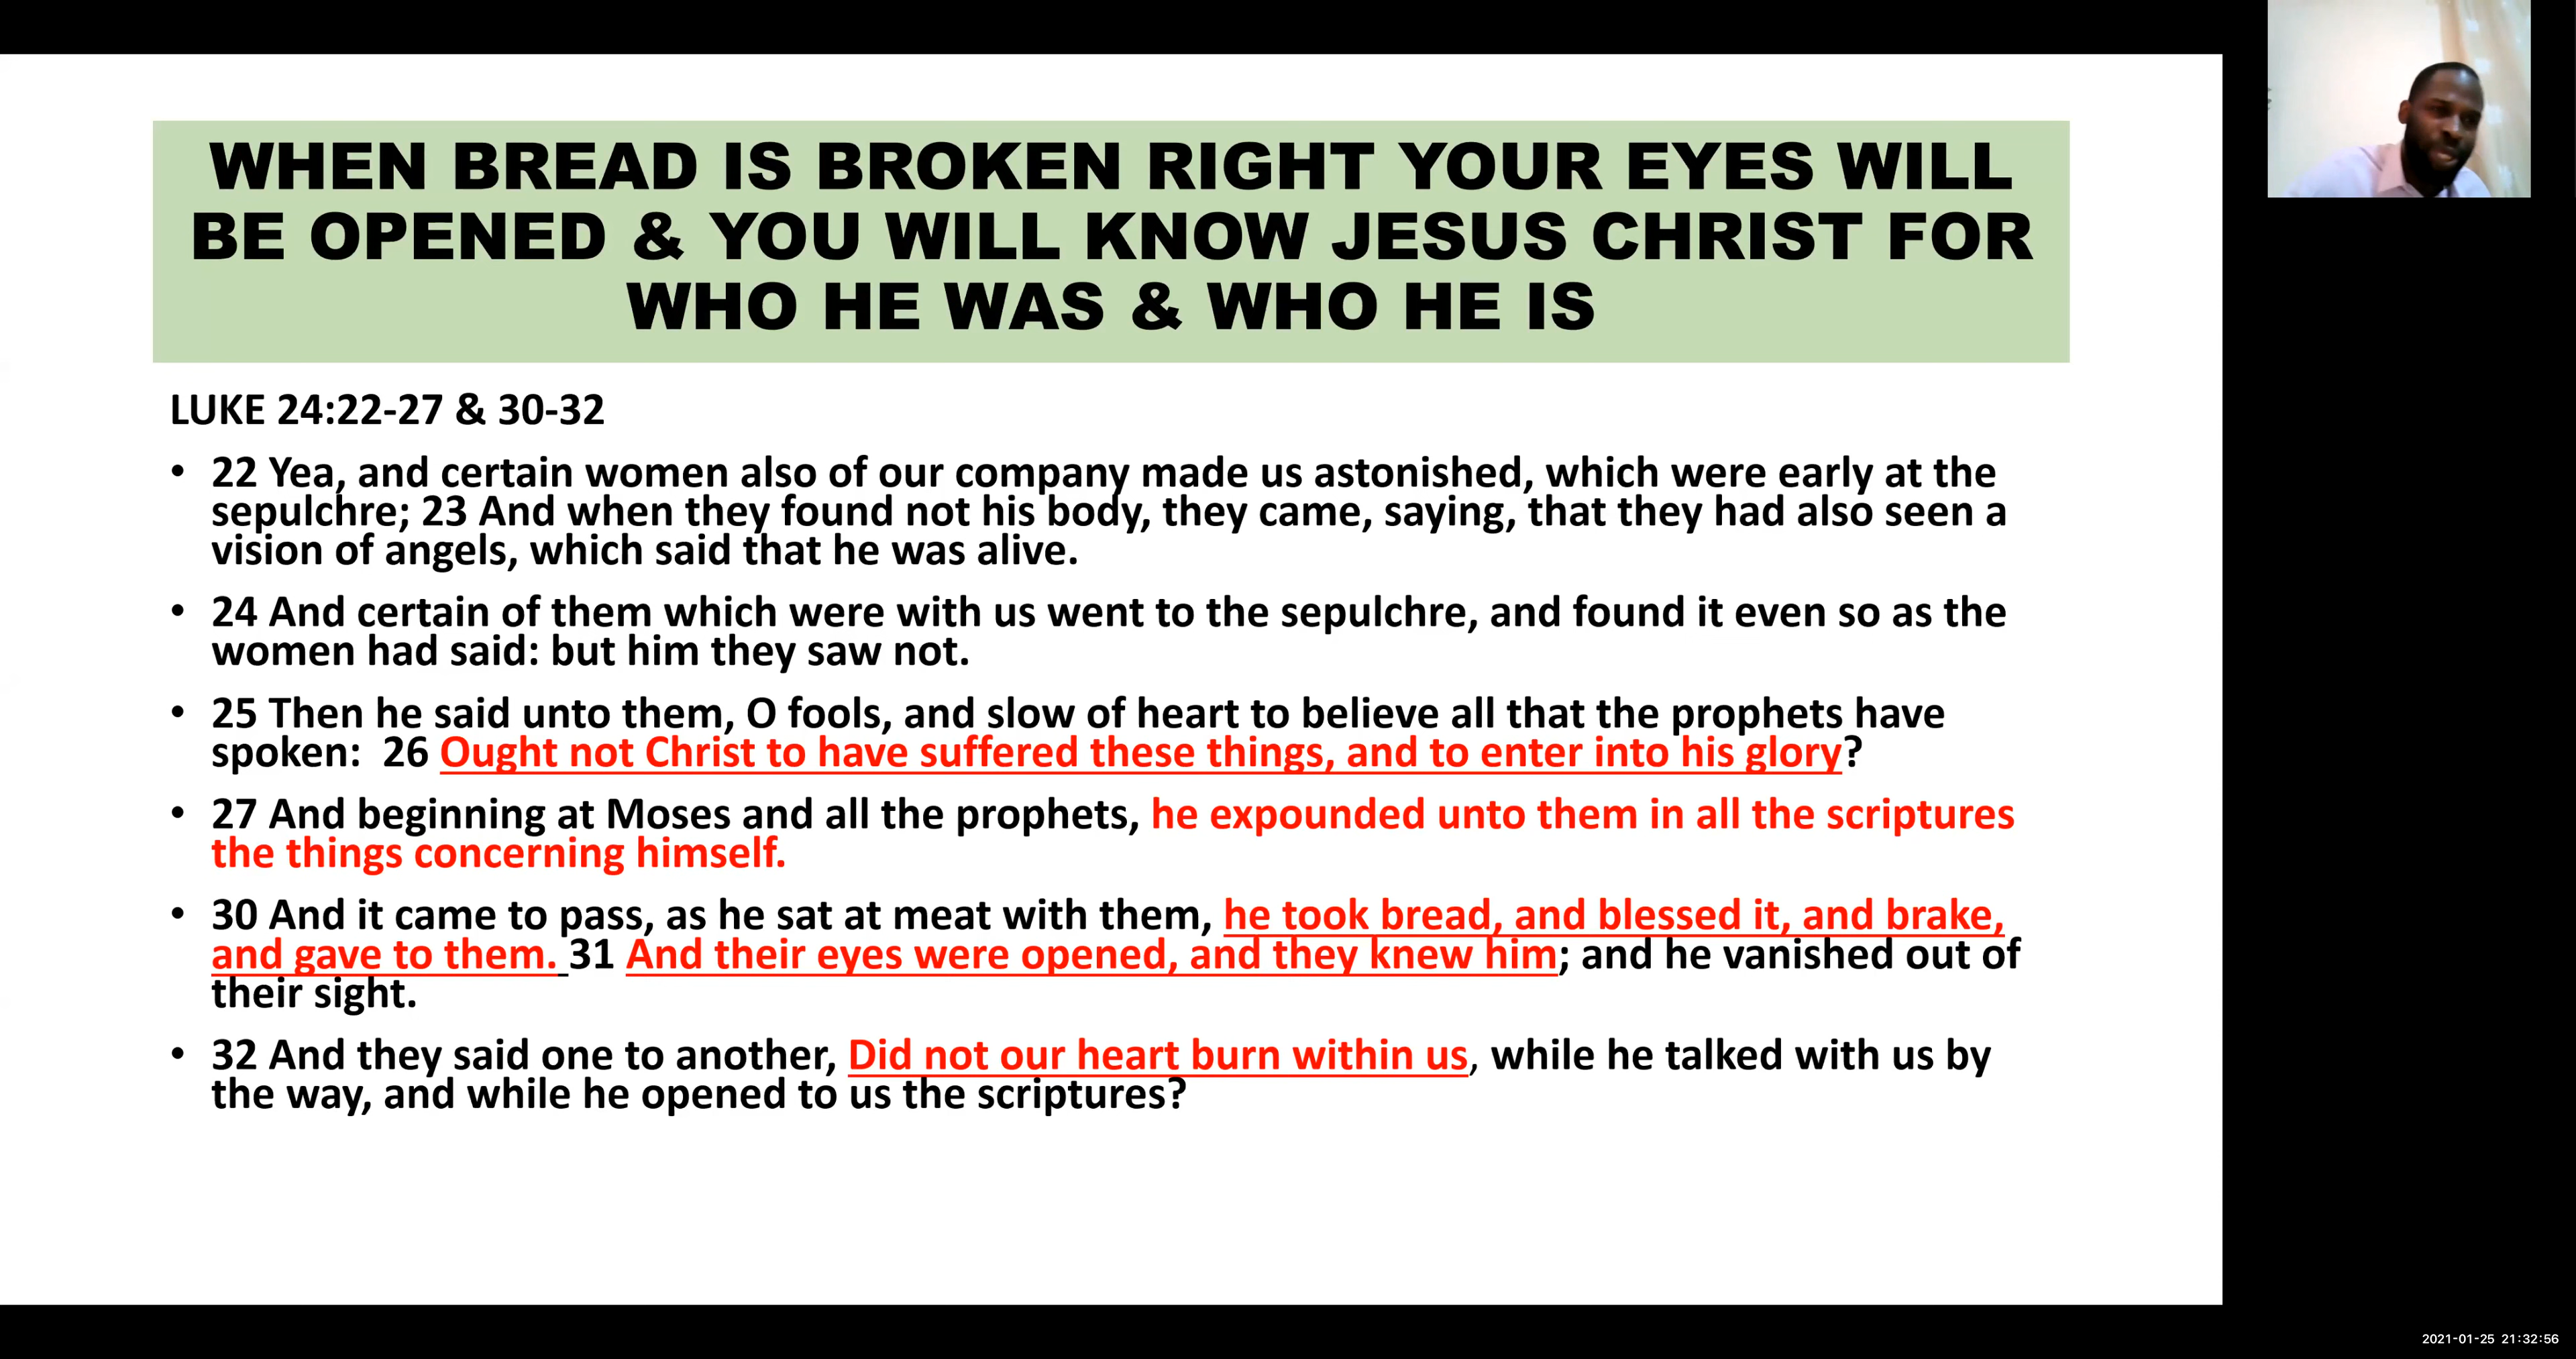 WHEN BREAD IS BROKEN RIGHT YOUR EYES WILL
BE OPENED & YOU WILL KNOW JESUS CHRIST FOR
WHO HE WAS & WHO HE IS
LUKE 24:22-27 & 30-32
• 22 Yea, and certain women also of our company made us astonished, which were early at the
sepulchre; 23 And when they found not his body, they came, saying, that they had also seen a
vision of angels, which said that he was alive.
• 24 And certain of them which were with us went to the sepulchre, and found it even so as the
women had said: but him they saw not.
• 25 Then he said unto them, O fools, and slow of heart to believe all that the prophets have
spoken:  26 Ought not Christ to have suffered these things, and to enter into his glory?
• 27 And beginning at Moses and all the prophets, he expounded unto them in all the scriptures
the things concerning himself.
• 30 And it came to pass, as he sat at meat with them, he took bread, and blessed it, and brake,
and gave to them. 31 And their eyes were opened, and they knew him; and he vanished out of
their sight.
• 32 And they said one to another, Did not our heart burn within us, while he talked with us by
the way, and while he opened to us the scriptures?
2021-01-25 21:32:56